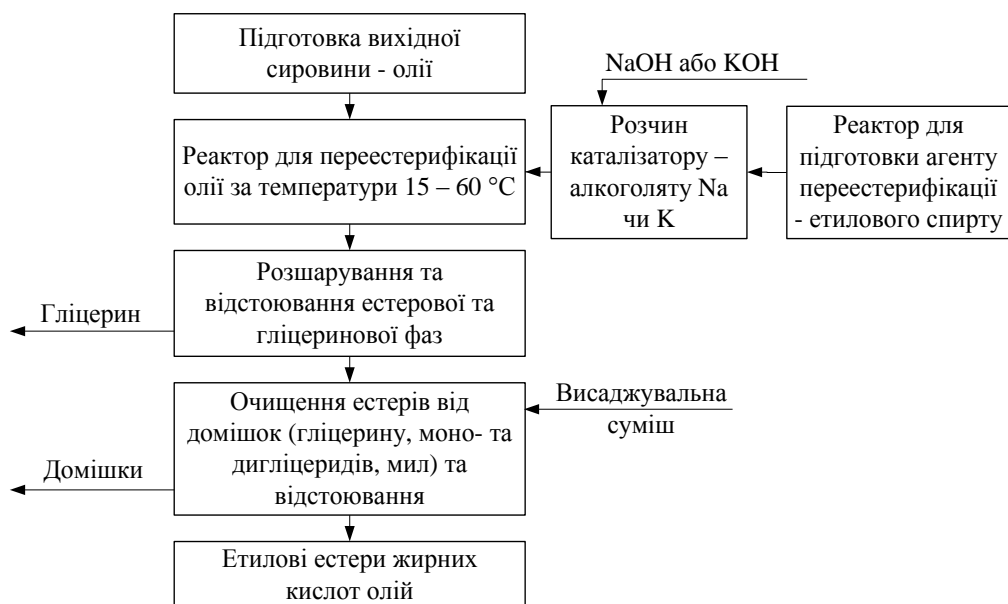 Підготовка вихідної
сировини - олії
NaOH або KOH
Реактор для переестерифікації
олії за температури 15 – 60 °C
Розчин
каталізатору –
алкоголяту Na
чи K
Реактор для
підготовки агенту
переестерифікації
- етилового спирту
Розшарування та
відстоювання естерової та
гліцеринової фаз
Гліцерин
Очищення естерів від
домішок (гліцерину, моно- та
дигліцеридів, мил) та
відстоювання
Висаджувальна
суміш
Домішки
Етилові естери жирних
кислот олій